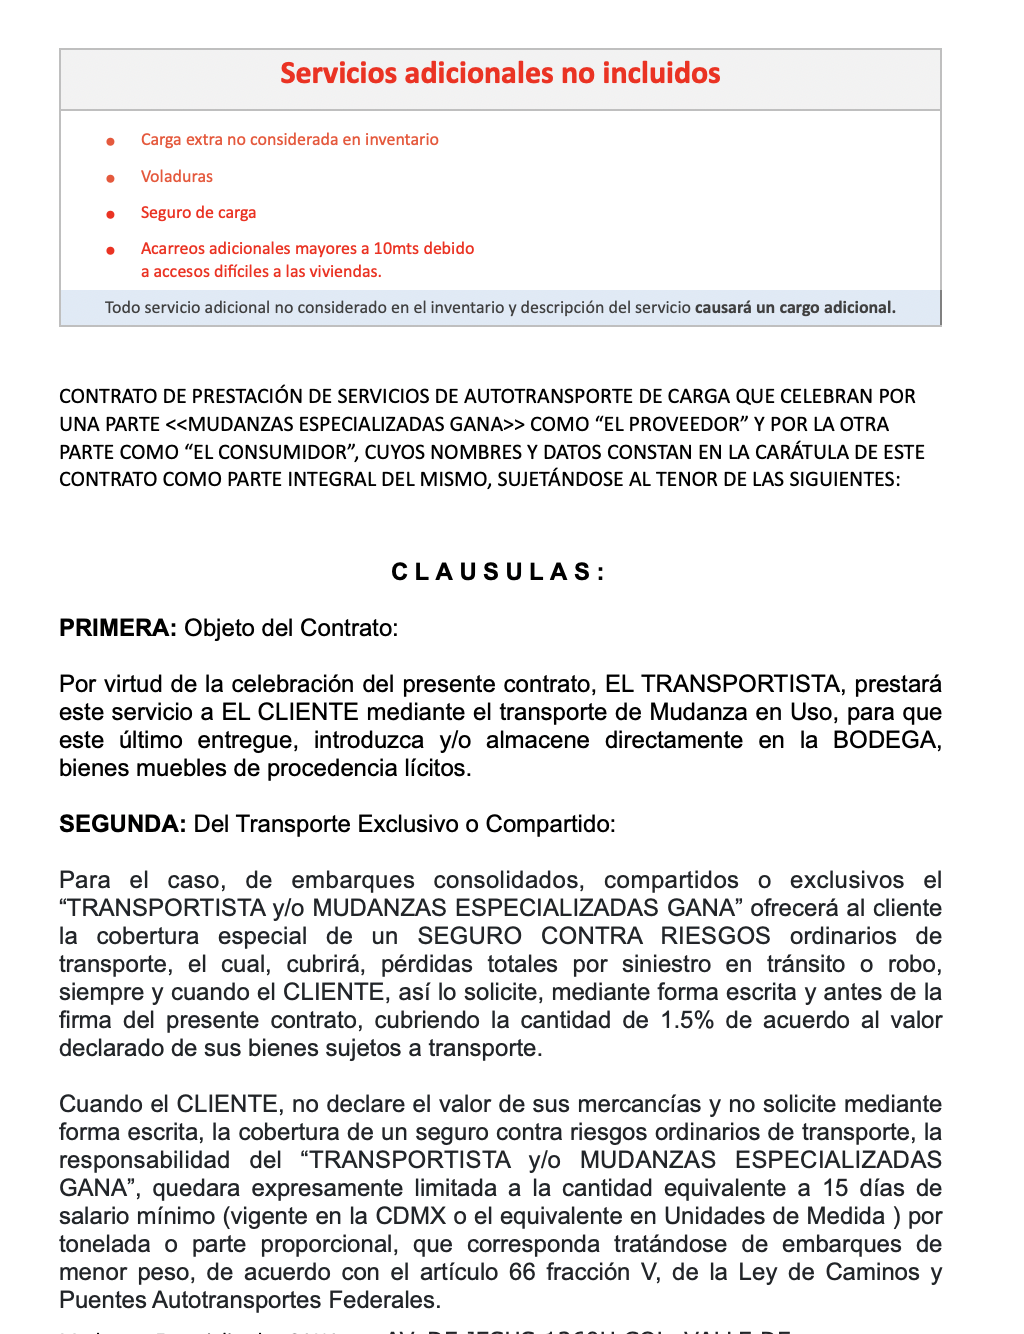 Servicios adicionales no incluidos
Carga extra no considerada en inventario
Voladuras
Seguro de carga
Acarreos adicionales mayores a 10mts debido
a accesos difíciles a las viviendas.
Todo servicio adicional no considerado en el inventario y descripción del servicio causará un cargo adicional.
CONTRATO DE PRESTACIÓN DE SERVICIOS DE AUTOTRANSPORTE DE CARGA QUE CELEBRAN POR
UNA PARTE <<MUDANZAS ESPECIALIZADAS GANA>> COMO “EL PROVEEDOR” Y POR LA OTRA
PARTE COMO “EL CONSUMIDOR”, CUYOS NOMBRES Y DATOS CONSTAN EN LA CARÁTULA DE ESTE
CONTRATO COMO PARTE INTEGRAL DEL MISMO, SUJETÁNDOSE AL TENOR DE LAS SIGUIENTES:
C L A U S U L A S :
PRIMERA: Objeto del Contrato:
Por virtud de la celebración del presente contrato, EL TRANSPORTISTA, prestará
este servicio a EL CLIENTE mediante el transporte de Mudanza en Uso, para que
este último entregue, introduzca y/o almacene directamente en la BODEGA,
bienes muebles de procedencia lícitos.
SEGUNDA: Del Transporte Exclusivo o Compartido:
Para el caso, de embarques consolidados, compartidos o exclusivos el
“TRANSPORTISTA y/o MUDANZAS ESPECIALIZADAS GANA” ofrecerá al cliente
la cobertura especial de un SEGURO CONTRA RIESGOS ordinarios de
transporte, el cual, cubrirá, pérdidas totales por siniestro en tránsito o robo,
siempre y cuando el CLIENTE, así lo solicite, mediante forma escrita y antes de la
firma del presente contrato, cubriendo la cantidad de 1.5% de acuerdo al valor
declarado de sus bienes sujetos a transporte.
Cuando el CLIENTE, no declare el valor de sus mercancías y no solicite mediante
forma escrita, la cobertura de un seguro contra riesgos ordinarios de transporte, la
responsabilidad del “TRANSPORTISTA y/o MUDANZAS ESPECIALIZADAS
GANA”, quedara expresamente limitada a la cantidad equivalente a 15 días de
salario mínimo (vigente en la CDMX o el equivalente en Unidades de Medida ) por
tonelada o parte proporcional, que corresponda tratándose de embarques de
menor peso, de acuerdo con el artículo 66 fracción V, de la Ley de Caminos y
Puentes Autotransportes Federales.